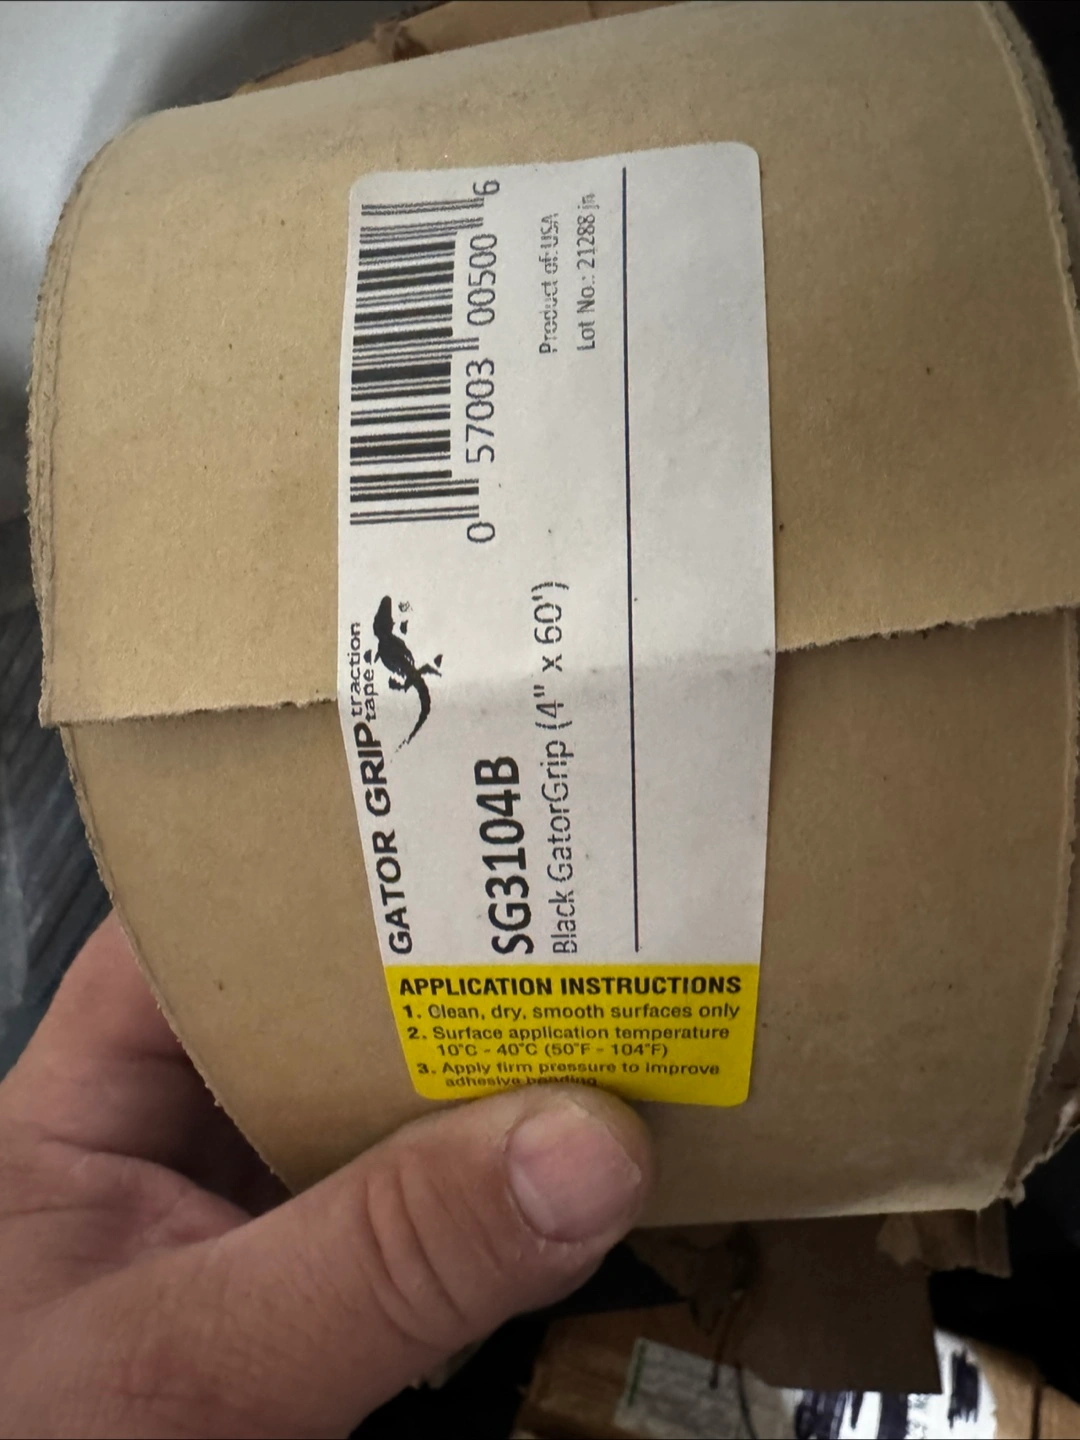 GATOR GRIP traction tape
0 57003 00500 6
SG3104B
Black GatorGrip (4" x 60')
Product of: USA
Lot No.: 21288 jn
APPLICATION INSTRUCTIONS
1. Clean, dry, smooth surfaces only
2. Surface application temperature
10°C - 40°C (50°F - 104°F)
3. Apply firm pressure to improve
adhesive bonding